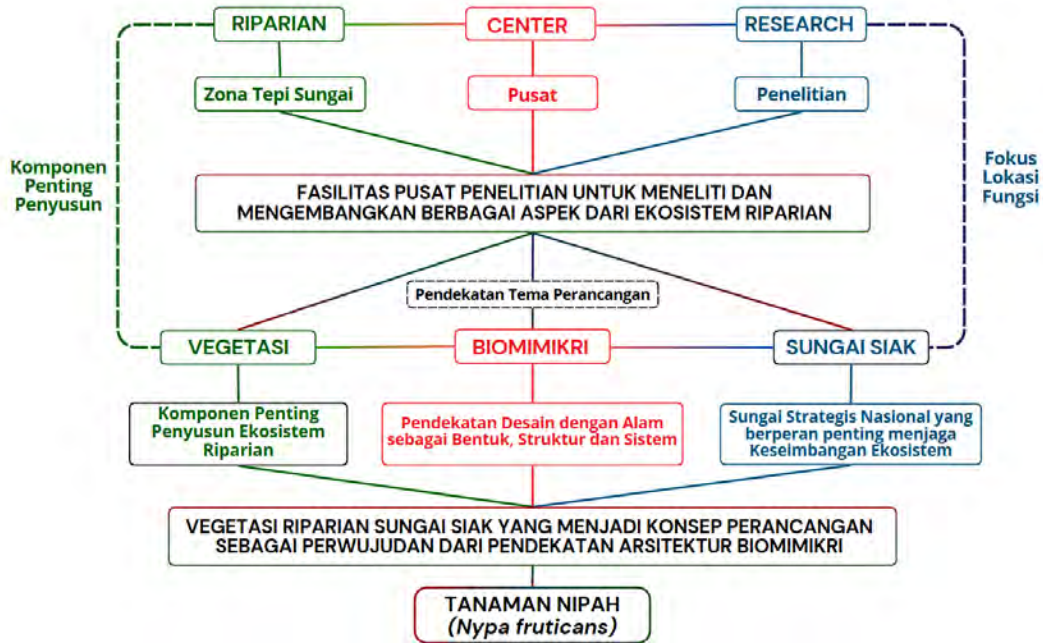 RIPARIAN
CENTER
RESEARCH
Zona Tepi Sungai
Pusat
Penelitian
Komponen
Penting
Penyusun
Fokus
Lokasi
Fungsi
FASILITAS PUSAT PENELITIAN UNTUK MENELITI DAN
MENGEMBANGKAN BERBAGAI ASPEK DARI EKOSISTEM RIPARIAN
Pendekatan Tema Perancangan
VEGETASI
BIOMIMIKRI
SUNGAI SIAK
Komponen Penting
Penyusun Ekosistem
Riparian
Pendekatan Desain dengan Alam
sebagai Bentuk, Struktur dan Sistem
Sungai Strategis Nasional yang
berperan penting menjaga
Keseimbangan Ekosistem
VEGETASI RIPARIAN SUNGAI SIAK YANG MENJADI KONSEP PERANCANGAN
SEBAGAI PERWUJUDAN DARI PENDEKATAN ARSITEKTUR BIOMIMIKRI
TANAMAN NIPAH
(Nypa fruticans)